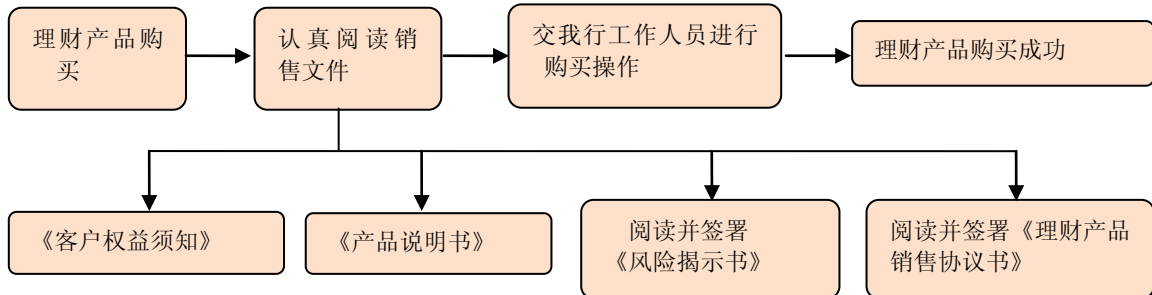 理财产品购
买
认真阅读销
售文件
交我行工作人员进行
购买操作
理财产品购买成功
《客户权益须知》
《产品说明书》
阅读并签署
《风险揭示书》
阅读并签署《理财产品
销售协议书》